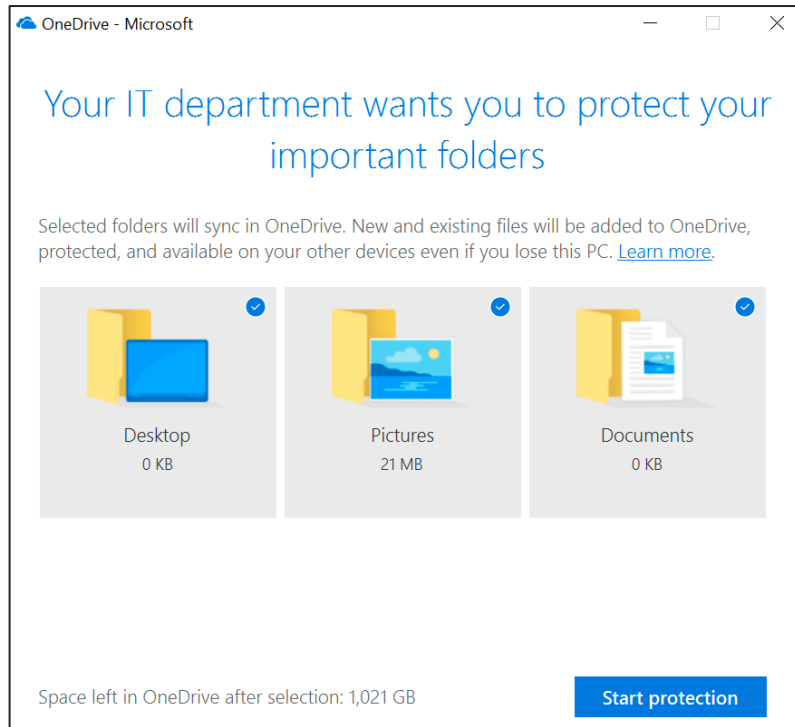 OneDrive - Microsoft
Your IT department wants you to protect your
important folders
Selected folders will sync in OneDrive. New and existing files will be added to OneDrive,
protected, and available on your other devices even if you lose this PC. Learn more.
Desktop
0 KB
Pictures
21 MB
Documents
0 KB
Space left in OneDrive after selection: 1,021 GB
Start protection